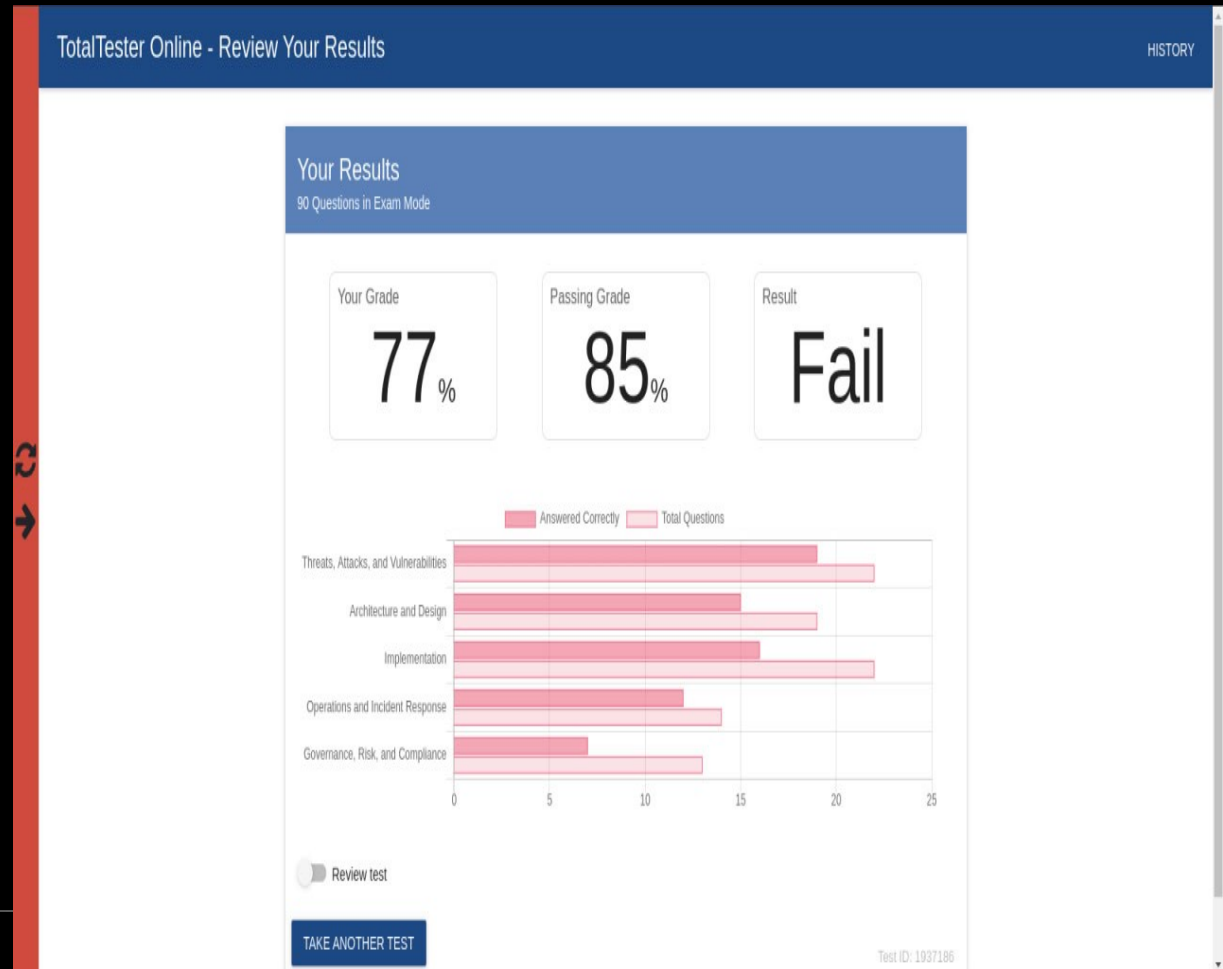 TotalTester Online - Review Your Results
HISTORY
Your Results
90 Questions in Exam Mode
Your Grade
77%
Passing Grade
85%
Result
Fail
Answered Correctly
Total Questions
Threats, Attacks, and Vulnerabilities
Architecture and Design
Implementation
Operations and Incident Response
Governance, Risk, and Compliance
0 5 10 15 20 25
Review test
TAKE ANOTHER TEST
Test ID: 1937186